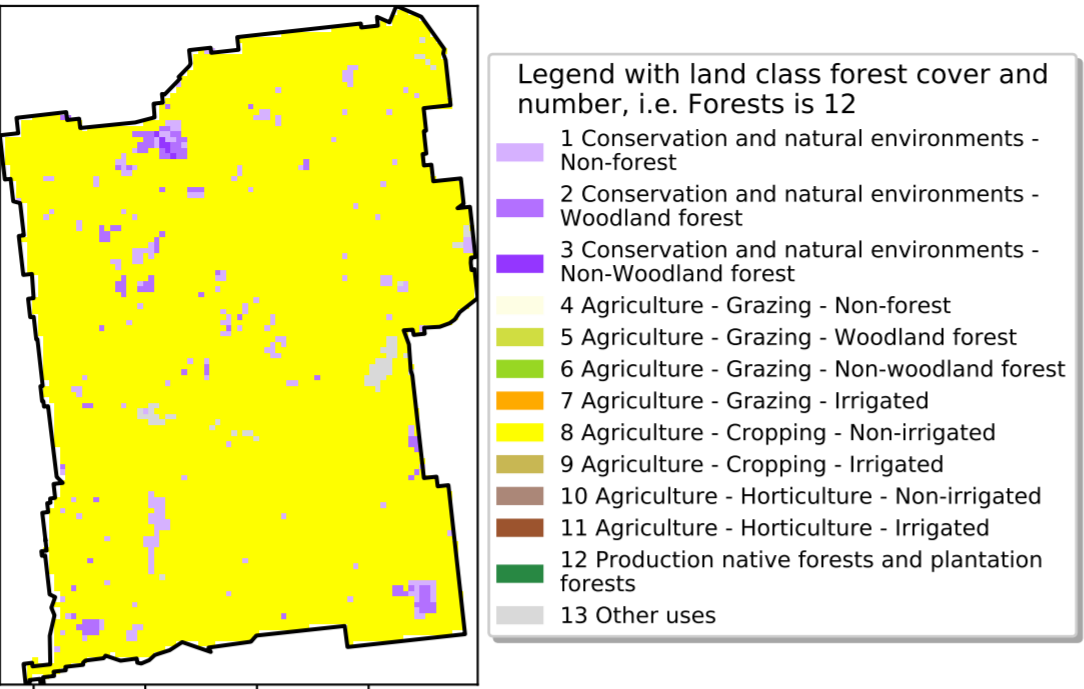 Legend with land class forest cover and
number, i.e. Forests is 12
1 Conservation and natural environments -
Non-forest
2 Conservation and natural environments -
Woodland forest
3 Conservation and natural environments -
Non-Woodland forest
4 Agriculture - Grazing - Non-forest
5 Agriculture - Grazing - Woodland forest
6 Agriculture - Grazing - Non-woodland forest
7 Agriculture - Grazing - Irrigated
8 Agriculture - Cropping - Non-irrigated
9 Agriculture - Cropping - Irrigated
10 Agriculture - Horticulture - Non-irrigated
11 Agriculture - Horticulture - Irrigated
12 Production native forests and plantation
forests
13 Other uses